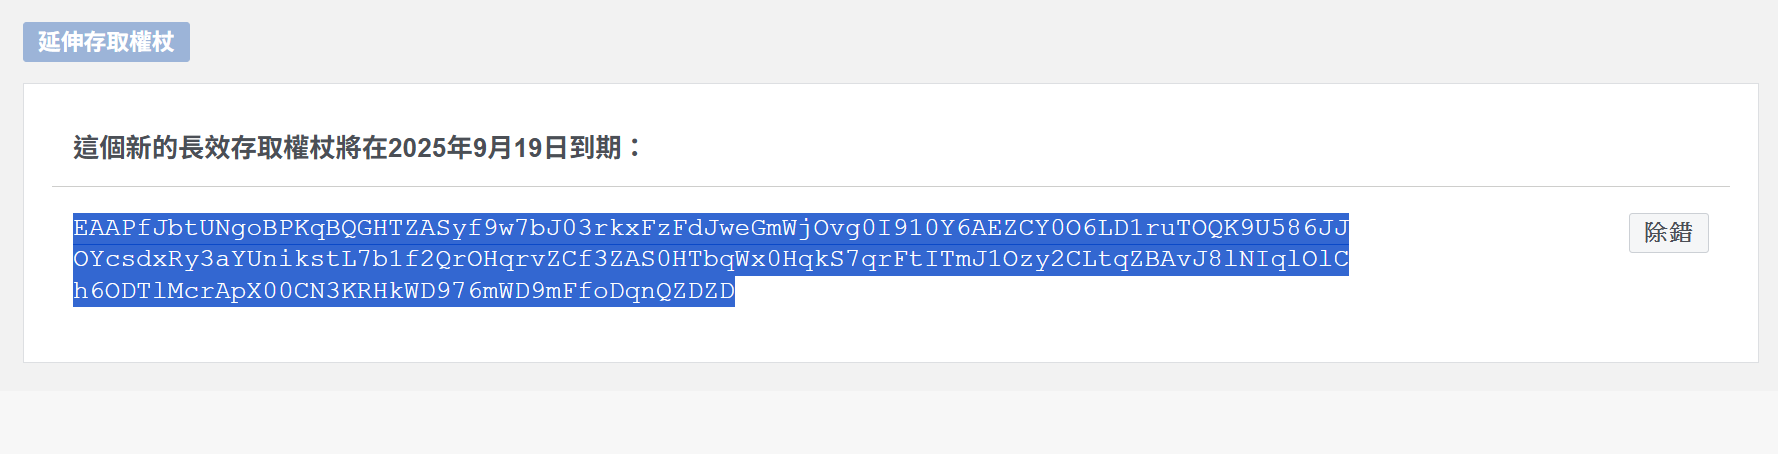 延伸存取權杖
這個新的長效存取權杖將在2025年9月19日到期：
EAAPfJbtUNgoBPKqBQGHTZASyf9w7bJ03rkxFzFdJweGmWjOvg0I910Y6AEZCY0O6LD1ruTOQK9U586JJ
OYcsdxRy3aYUnikstL7b1f2QrOHqrvZCf3ZAS0HTbqWx0HqkS7qrFtITmJ1Ozy2CLtqZBAvJ8lNIqlOlC
h6ODTlMcrApX00CN3KRHkWD976mWD9mFfoDqnQZDZD
除錯